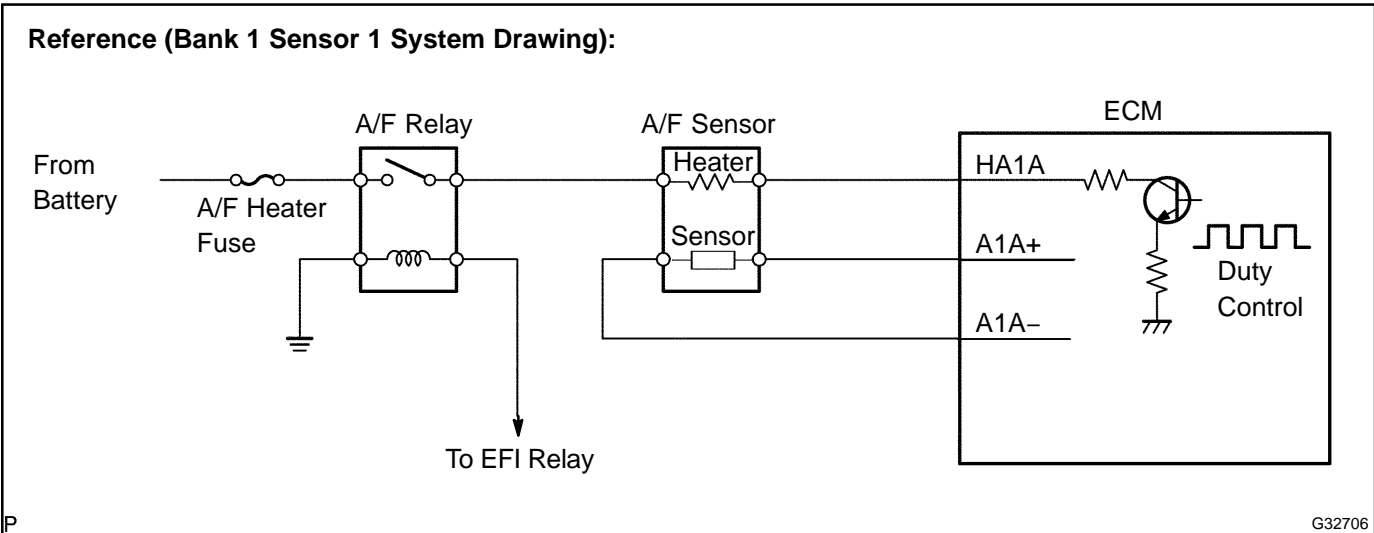 Reference (Bank 1 Sensor 1 System Drawing):
ECM
A/F Relay
A/F Sensor
From
Battery
Heater
HA1A
A/F Heater
Fuse
Sensor
A1A+
Duty
Control
A1A−
To EFI Relay
P
G32706